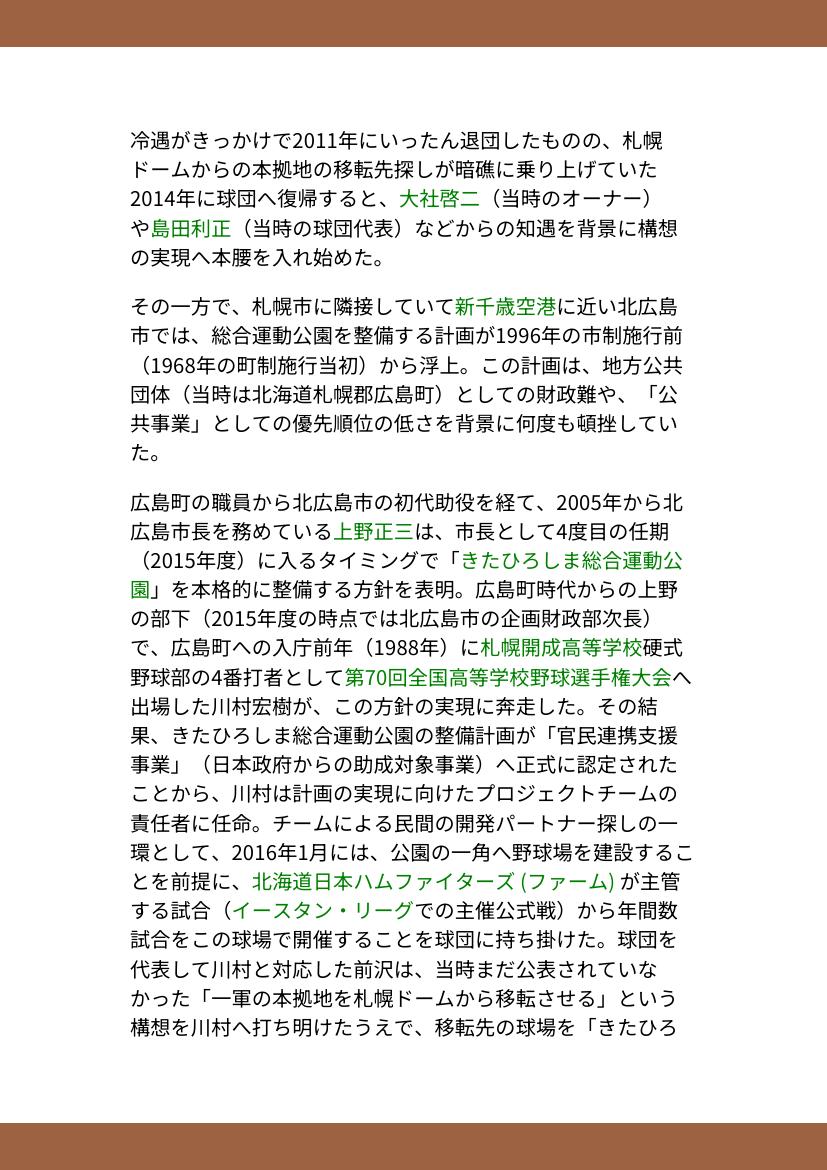 冷遇がきっかけで2011年にいったん退団したものの、札幌
ドームからの本拠地の移転先探しが暗礁に乗り上げていた
2014年に球団へ復帰すると、大社啓二（当時のオーナー）
や島田利正（当時の球団代表）などからの知遇を背景に構想
の実現へ本腰を入れ始めた。
その一方で、札幌市に隣接していて新千歳空港に近い北広島
市では、総合運動公園を整備する計画が1996年の市制施行前
（1968年の町制施行当初）から浮上。この計画は、地方公共
団体（当時は北海道札幌郡広島町）としての財政難や、「公
共事業」としての優先順位の低さを背景に何度も頓挫してい
た。
広島町の職員から北広島市の初代助役を経て、2005年から北
広島市長を務めている上野正三は、市長として4度目の任期
（2015年度）に入るタイミングで「きたひろしま総合運動公
園」を本格的に整備する方針を表明。広島町時代からの上野
の部下（2015年度の時点では北広島市の企画財政部次長）
で、広島町への入庁前年（1988年）に札幌開成高等学校硬式
野球部の4番打者として第70回全国高等学校野球選手権大会へ
出場した川村宏樹が、この方針の実現に奔走した。その結
果、きたひろしま総合運動公園の整備計画が「官民連携支援
事業」（日本政府からの助成対象事業）へ正式に認定された
ことから、川村は計画の実現に向けたプロジェクトチームの
責任者に任命。チームによる民間の開発パートナー探しの一
環として、2016年1月には、公園の一角へ野球場を建設するこ
とを前提に、北海道日本ハムファイターズ (ファーム) が主管
する試合（イースタン・リーグでの主催公式戦）から年間数
試合をこの球場で開催することを球団に持ち掛けた。球団を
代表して川村と対応した前沢は、当時まだ公表されていな
かった「一軍の本拠地を札幌ドームから移転させる」という
構想を川村へ打ち明けたうえで、移転先の球場を「きたひろ